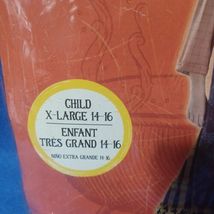 CHILD
X-LARGE 14-16
ENFANT
TRES GRAND 14-16
NIÑO EXTRA GRANDE 14-16